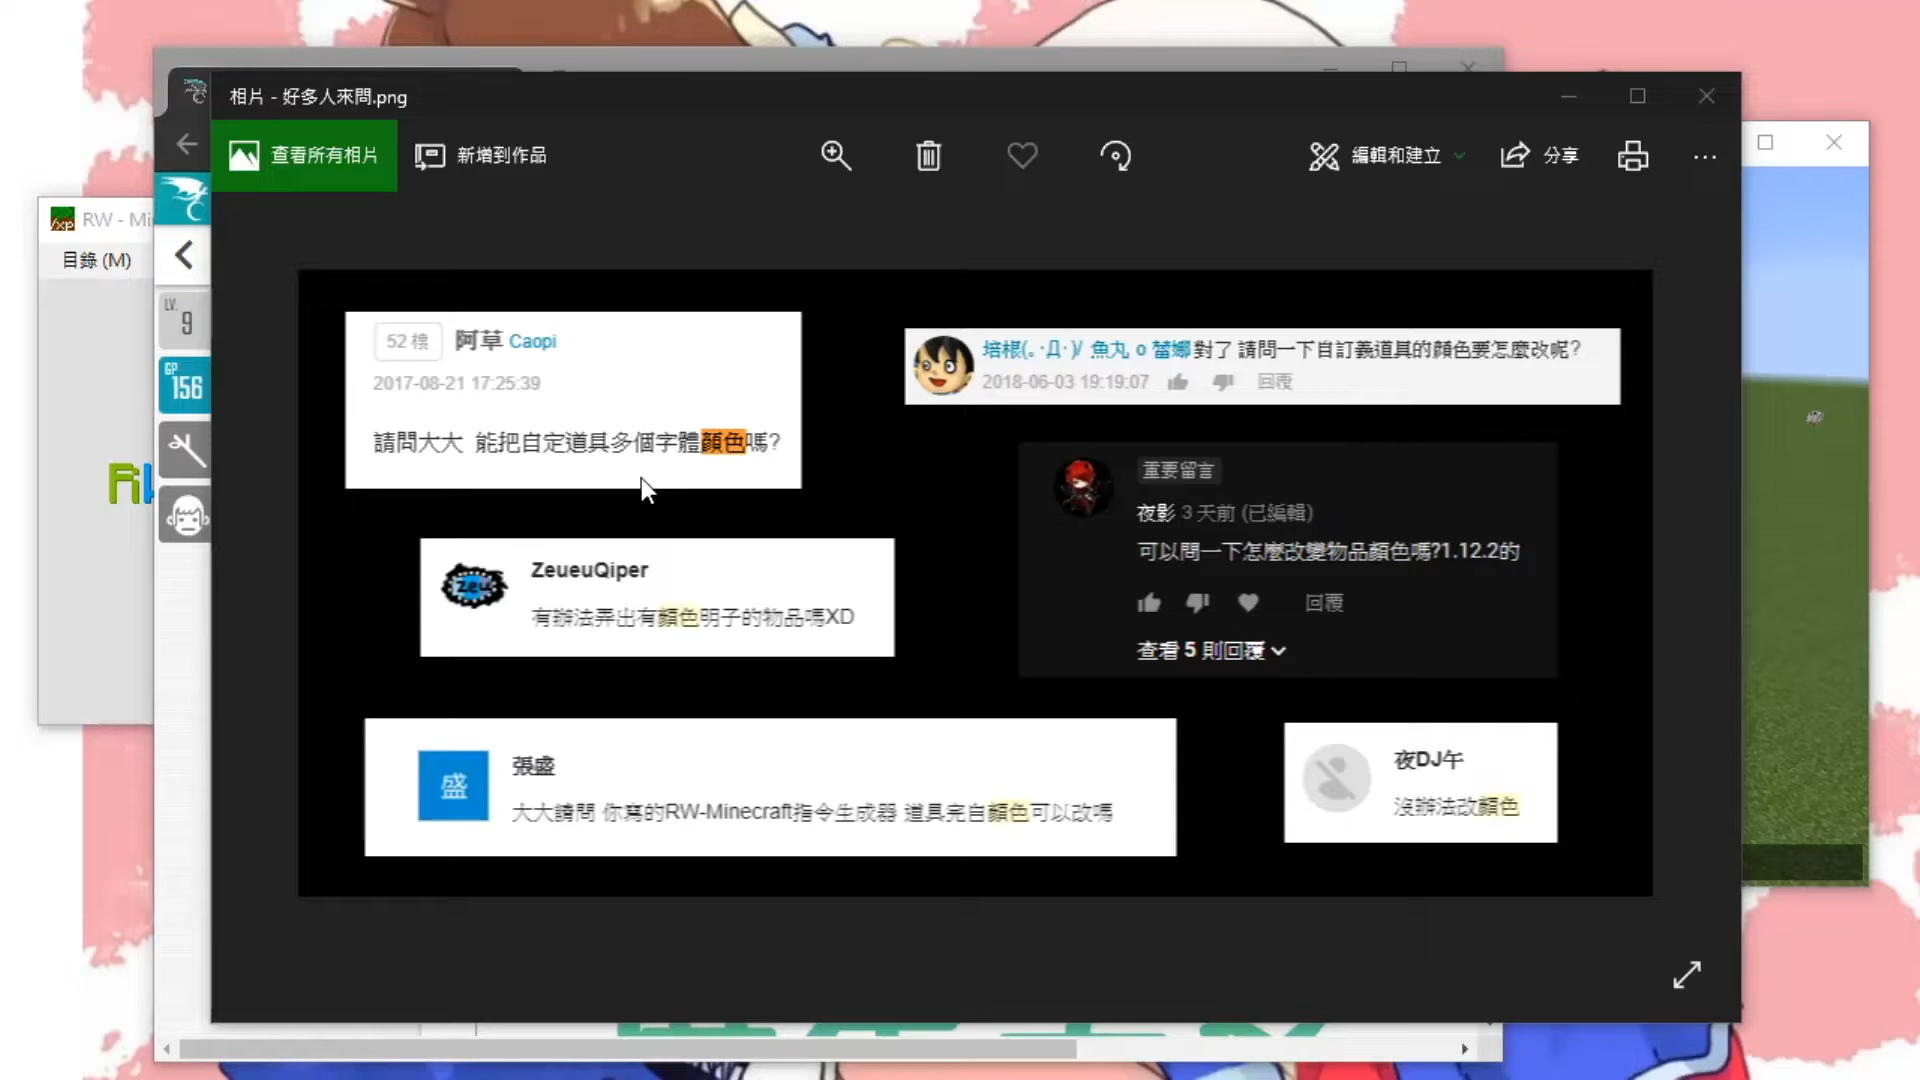 相片 - 好多人來問.png
查看所有相片
新增到作品
編輯和建立
分享
RW - Mi
目錄 (M)
LV.
9
GP
156
52 樓 阿草 Caopi
2017-08-21 17:25:39
請問大大 能把自定道具多個字體顏色嗎?
培根(｡･Д･)/ 魚丸 o 蕾娜對了 請問一下自訂義道具的顏色要怎麼改呢?
2018-06-03 19:19:07 回覆
重要留言
夜影 3 天前 (已編輯)
可以問一下怎麼改變物品顏色嗎?1.12.2的
回覆
查看 5 則回覆
Zeu
ZeueuQiper
有辦法弄出有顏色明子的物品嗎XD
盛
張盛
大大請問 你寫的RW-Minecraft指令生成器 道具完自顏色可以改嗎
夜DJ午
沒辦法改顏色